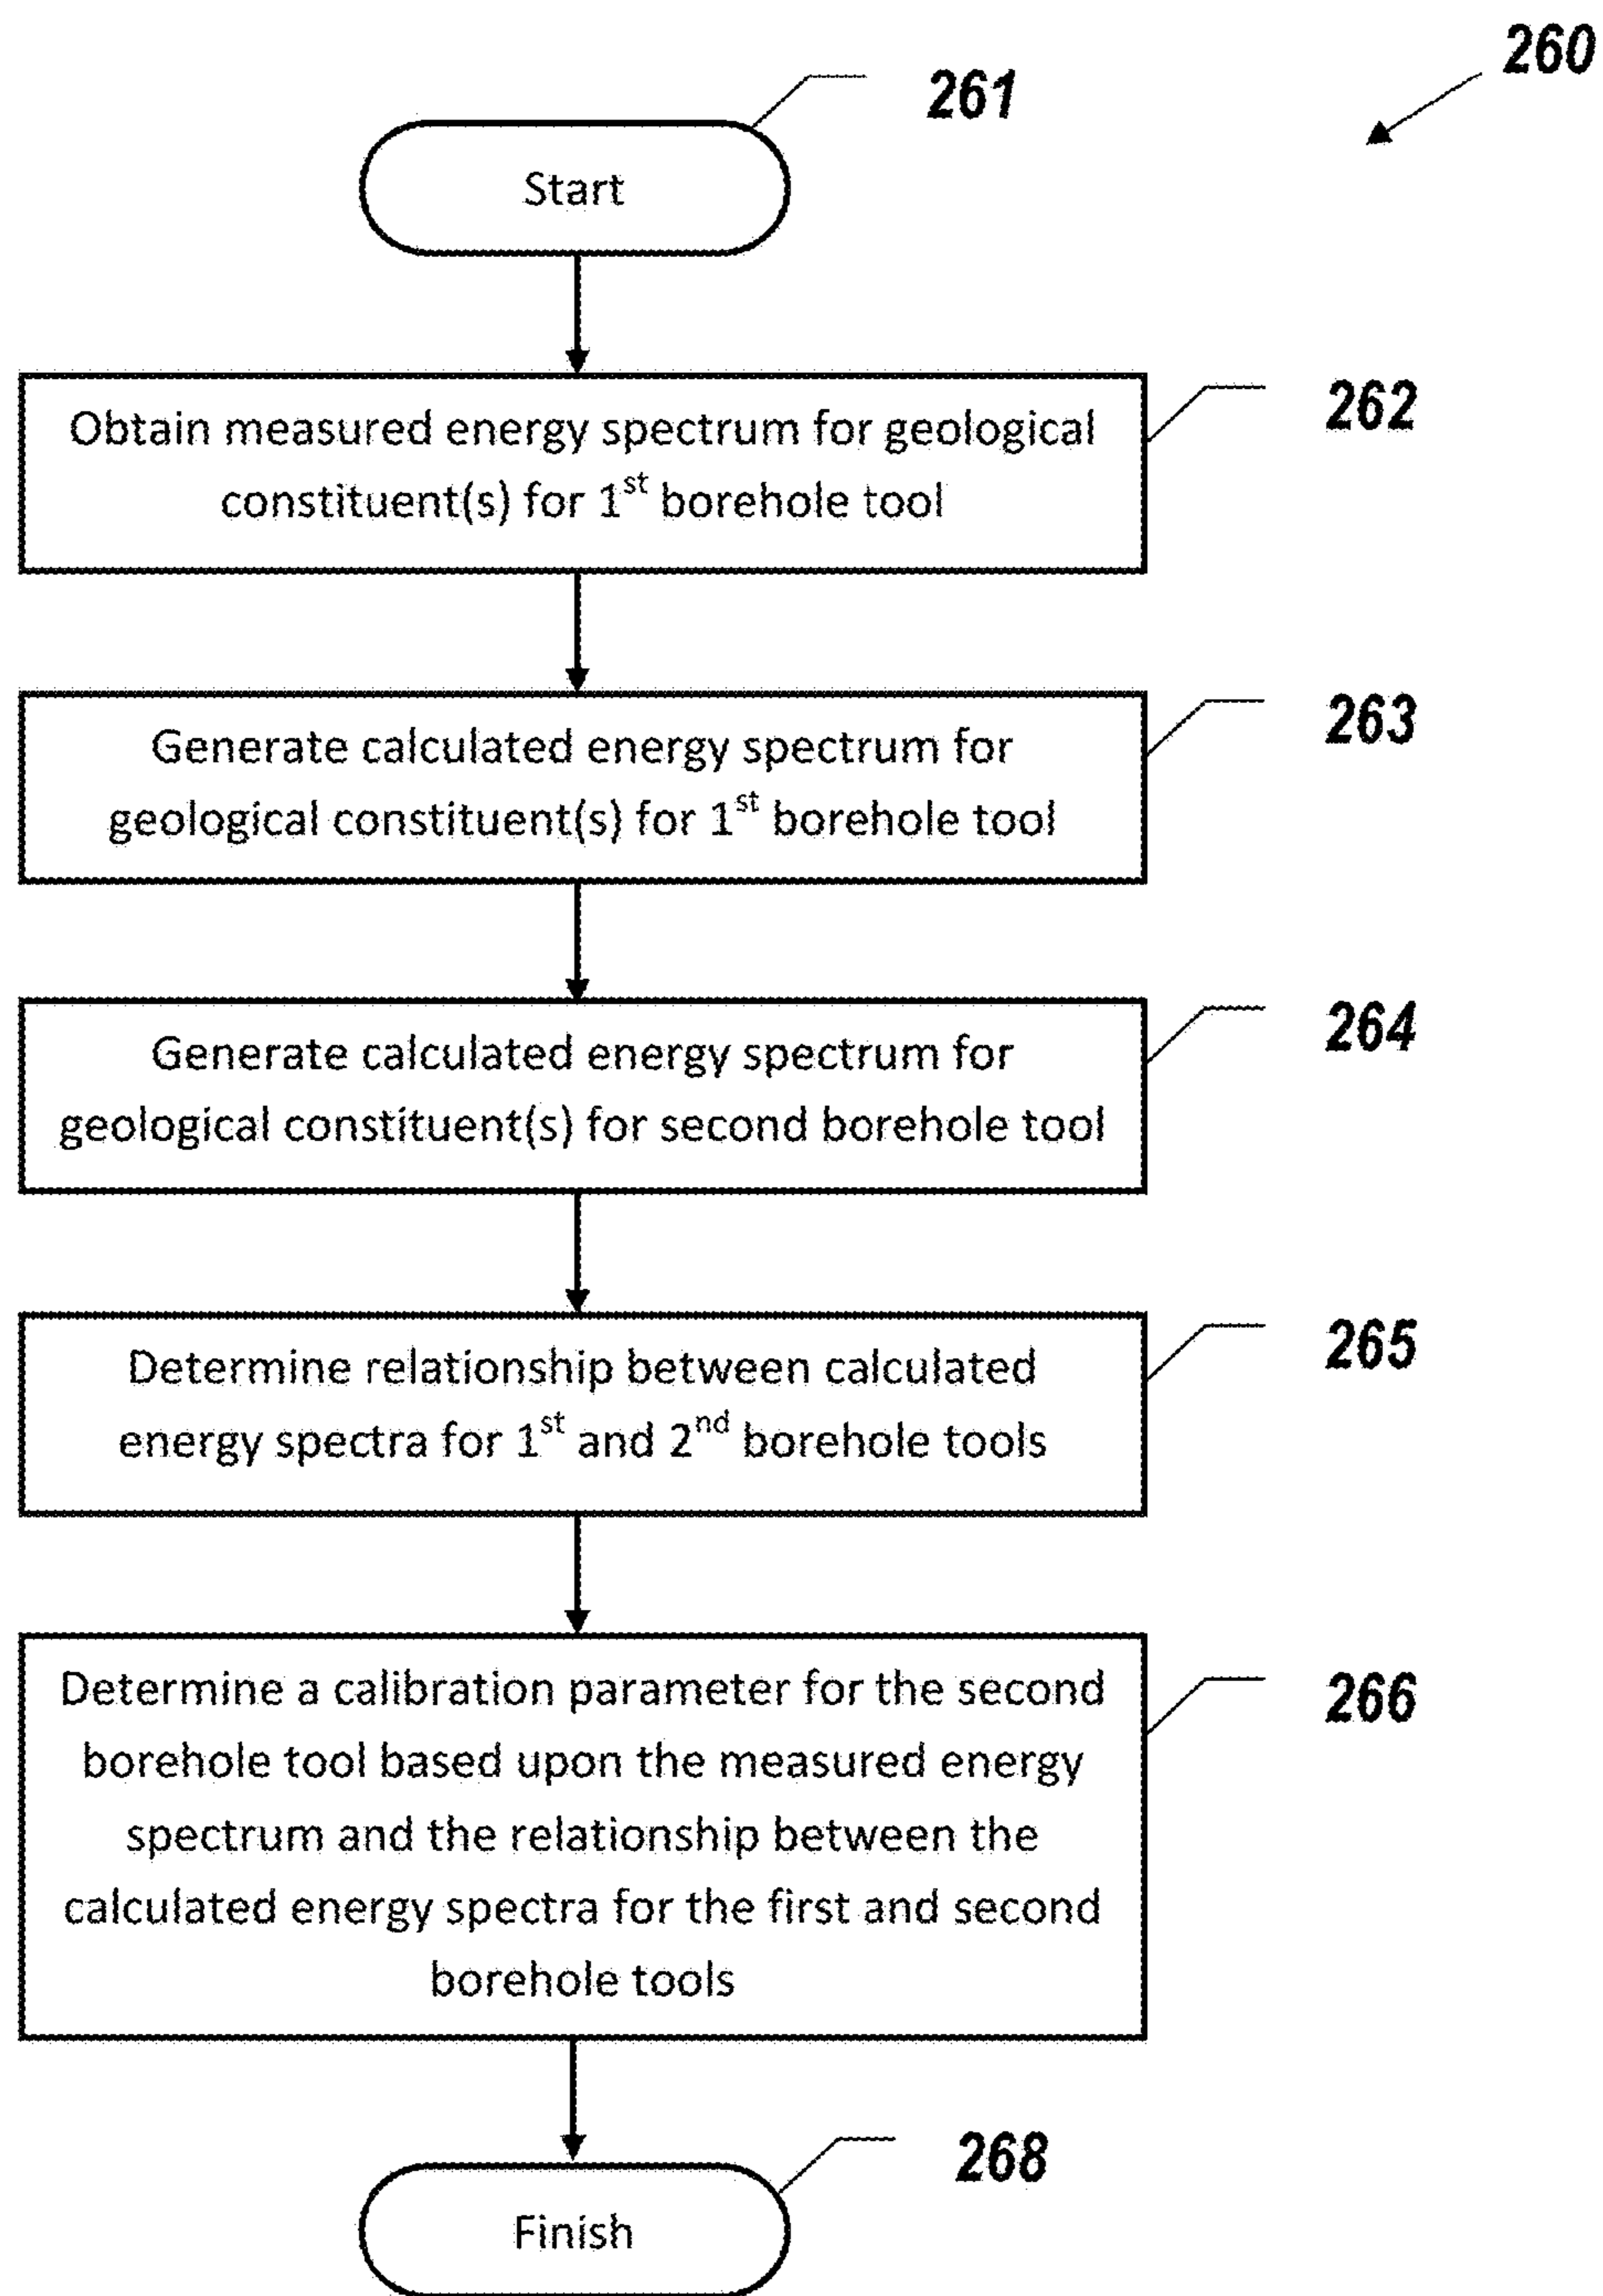 260
261
Start
262
Obtain measured energy spectrum for geological
constituent(s) for 1st borehole tool
263
Generate calculated energy spectrum for
geological constituent(s) for 1st borehole tool
264
Generate calculated energy spectrum for
geological constituent(s) for second borehole tool
265
Determine relationship between calculated
energy spectra for 1st and 2nd borehole tools
266
Determine a calibration parameter for the second
borehole tool based upon the measured energy
spectrum and the relationship between the
calculated energy spectra for the first and second
borehole tools
268
Finish